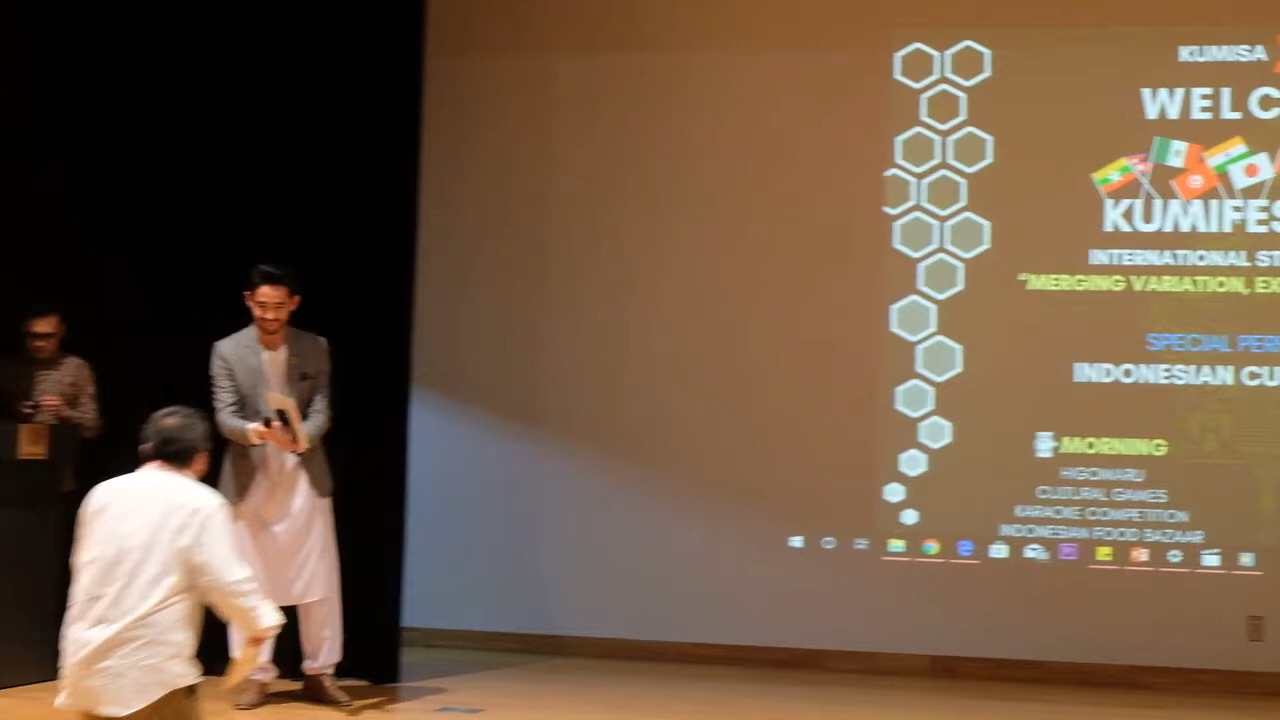 KUMISA
WELC
KUMIFES
INTERNATIONAL ST
"MERGING VARIATION, EX
SPECIAL PER
INDONESIAN CU
MORNING
HIGOMARU
CULTURAL GAMES
KARAOKE COMPETITION
INDONESIAN FOOD BAZAAR